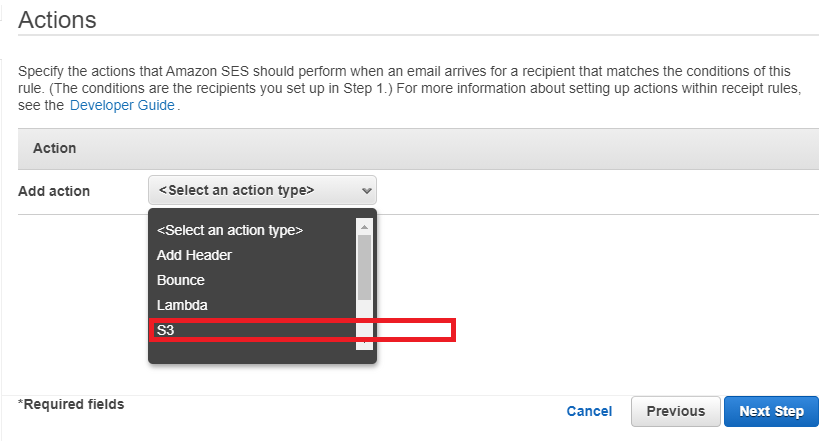 Actions
Specify the actions that Amazon SES should perform when an email arrives for a recipient that matches the conditions of this
rule. (The conditions are the recipients you set up in Step 1.) For more information about setting up actions within receipt rules,
see the Developer Guide.
Action
Add action
<Select an action type>
<Select an action type>
Add Header
Bounce
Lambda
S3
*Required fields
Cancel
Previous
Next Step